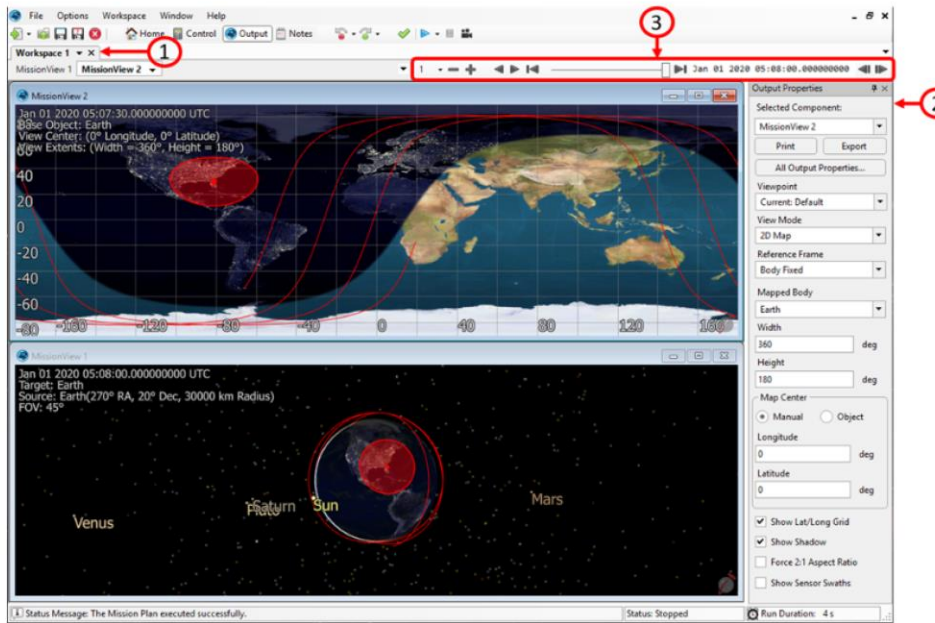 File Options Workspace Window Help
Home Control Output Notes
Workspace 1
1
3
MissionView 1 MissionView 2
1
Jan 01 2020 05:08:00.000000000
2
MissionView 2
Jan 01 2020 05:07:30.000000000 UTC
Base Object: Earth
View Center: (0° Longitude, 0° Latitude)
View Extents: (Width = 360°, Height = 180°)
80
60
40
20
0
-20
-40
-60
-80 -160 -120 -80 -40 0 40 80 120 160
MissionView 1
Jan 01 2020 05:08:00.000000000 UTC
Target: Earth
Source: Earth(270° RA, 20° Dec, 30000 km Radius)
FOV: 45°
Venus
Pluto
Saturn
Sun
Mars
Output Properties
Selected Component:
MissionView 2
Print Export
All Output Properties...
Viewpoint
Current: Default
View Mode
2D Map
Reference Frame
Body Fixed
Mapped Body
Earth
Width
360 deg
Height
180 deg
Map Center
Manual Object
Longitude
0 deg
Latitude
0 deg
Show Lat/Long Grid
Show Shadow
Force 2:1 Aspect Ratio
Show Sensor Swaths
Status Message: The Mission Plan executed successfully.
Status: Stopped
Run Duration: 4 s